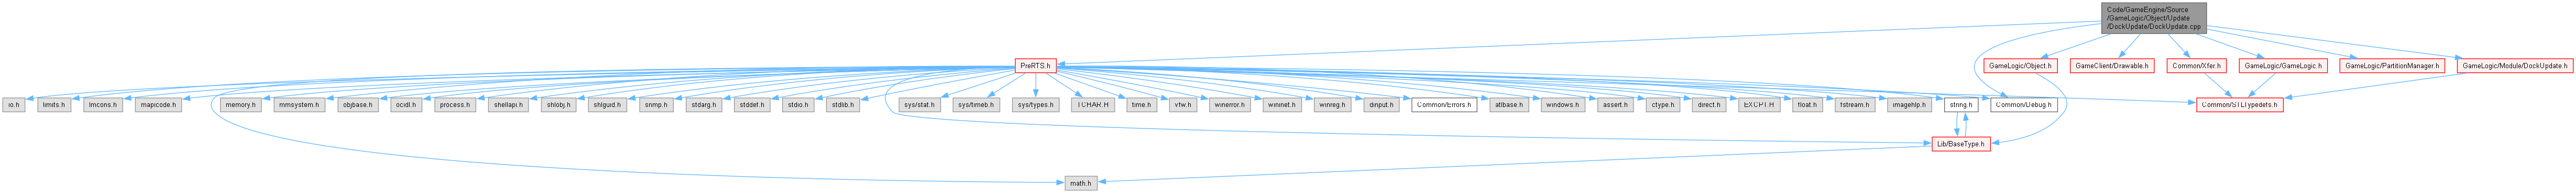 Code/GameEngine/Source
/GameLogic/Object/Update
/DockUpdate/DockUpdate.cpp
PreRTS.h
GameLogic/Object.h
GameClient/Drawable.h
Common/Xfer.h
GameLogic/GameLogic.h
GameLogic/PartitionManager.h
GameLogic/Module/DockUpdate.h
io.h
limits.h
lmcons.h
mapicode.h
memory.h
mmsystem.h
objbase.h
ocidl.h
process.h
shellapi.h
shlobj.h
shlguid.h
snmp.h
stdarg.h
stddef.h
stdio.h
stdlib.h
sys/stat.h
sys/timeb.h
sys/types.h
TCHAR.H
time.h
vfw.h
winerror.h
wininet.h
winreg.h
dinput.h
Common/Errors.h
atlbase.h
windows.h
assert.h
ctype.h
direct.h
EXCPT.H
float.h
fstream.h
imagehlp.h
string.h
Common/Debug.h
Common/STLTypedefs.h
Lib/BaseType.h
math.h